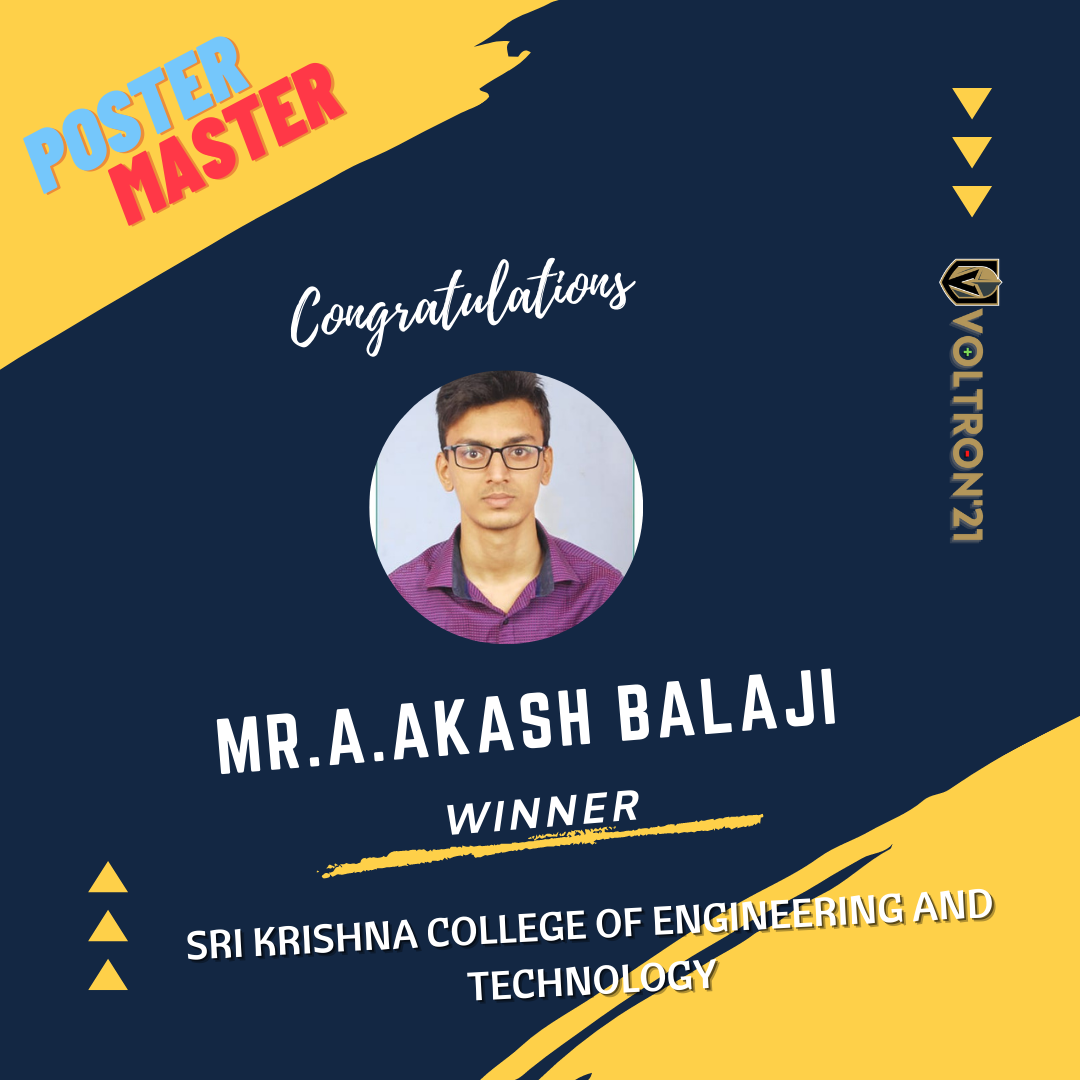 POSTER
MASTER
Congratulations
VOLTRON'21
MR.A.AKASH BALAJI
WINNER
SRI KRISHNA COLLEGE OF ENGINEERING AND
TECHNOLOGY